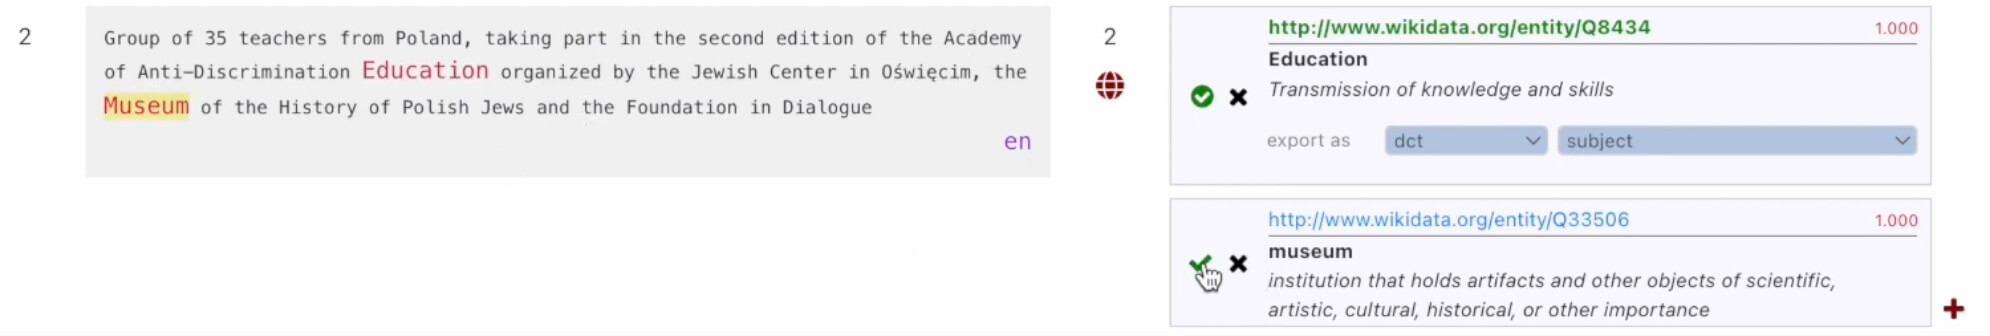 2
Group of 35 teachers from Poland, taking part in the second edition of the Academy
of Anti-Discrimination Education organized by the Jewish Center in Oświęcim, the
Museum of the History of Polish Jews and the Foundation in Dialogue
en
2
http://www.wikidata.org/entity/Q8434 1.000
Education
Transmission of knowledge and skills
export as dct subject
http://www.wikidata.org/entity/Q33506 1.000
museum
institution that holds artifacts and other objects of scientific,
artistic, cultural, historical, or other importance